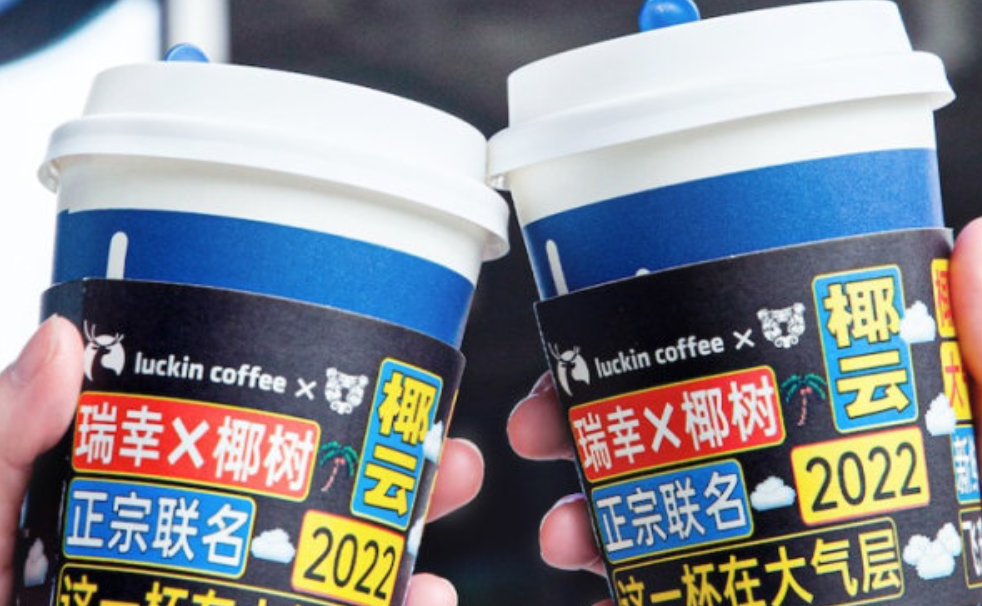 luckin coffee ×
瑞幸×椰树
椰云
正宗联名
2022
luckin coffee ×
瑞幸×椰树
椰云
正宗联名
2022
这一杯在大气层